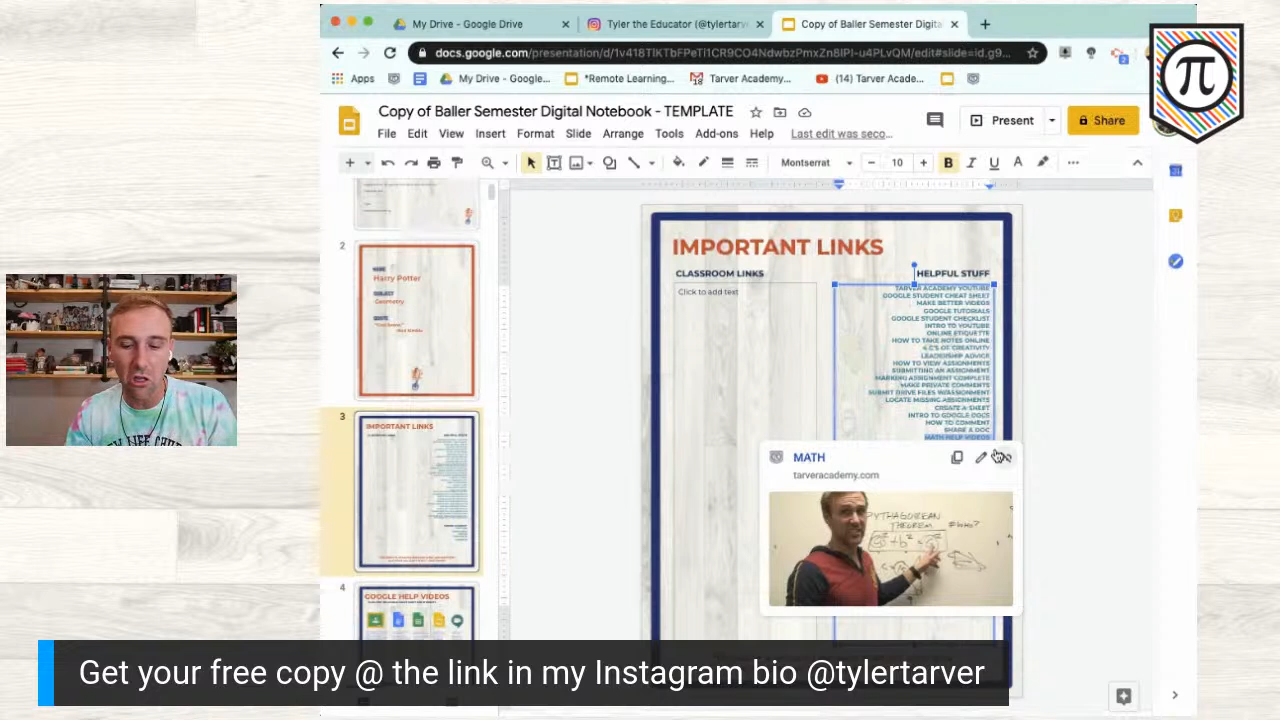 My Drive - Google Drive
Tyler the Educator (@tylertarv
Copy of Baller Semester Digita
docs.google.com/presentation/d/1v418TlKTbFPeTi1CR9CO4NdwbzPmxZn8lPI-u4PLvQM/edit#slide=id.g9...
2
Apps
My Drive - Google...
*Remote Learning...
18
Tarver Academy...
(14) Tarver Acade...
Copy of Baller Semester Digital Notebook - TEMPLATE
File Edit View Insert Format Slide Arrange Tools Add-ons Help Last edit was seco...
Present
Share
Montserrat
10
B I U A
2
Harry Potter
Geometry
3
IMPORTANT LINKS
4
GOOGLE HELP VIDEOS
IMPORTANT LINKS
CLASSROOM LINKS
HELPFUL STUFF
Click to add text
TARVER ACADEMY YOUTUBE
GOOGLE STUDENT CHEAT SHEET
MAKE BETTER VIDEOS
GOOGLE TUTORIALS
GOOGLE STUDENT CHECKLIST
INTRO TO YOUTUBE
ONLINE ETIQUETTE
HOW TO TAKE NOTES ONLINE
4 C'S OF CREATIVITY
LEADERSHIP ADVICE
HOW TO VIEW ASSIGNMENTS
SUBMITTING AN ASSIGNMENT
MARKING ASSIGNMENT COMPLETE
MAKE PRIVATE COMMENTS
SUBMIT DRIVE FILES W/ASSIGNMENT
LOCATE MISSING ASSIGNMENTS
CREATE A SHEET
INTRO TO GOOGLE DOCS
HOW TO COMMENT
SHARE A DOC
MATH HELP VIDEOS
MATH
tarveracademy.com
PYTHAGOREAN
THEOREM
π
Get your free copy @ the link in my Instagram bio @tylertarver